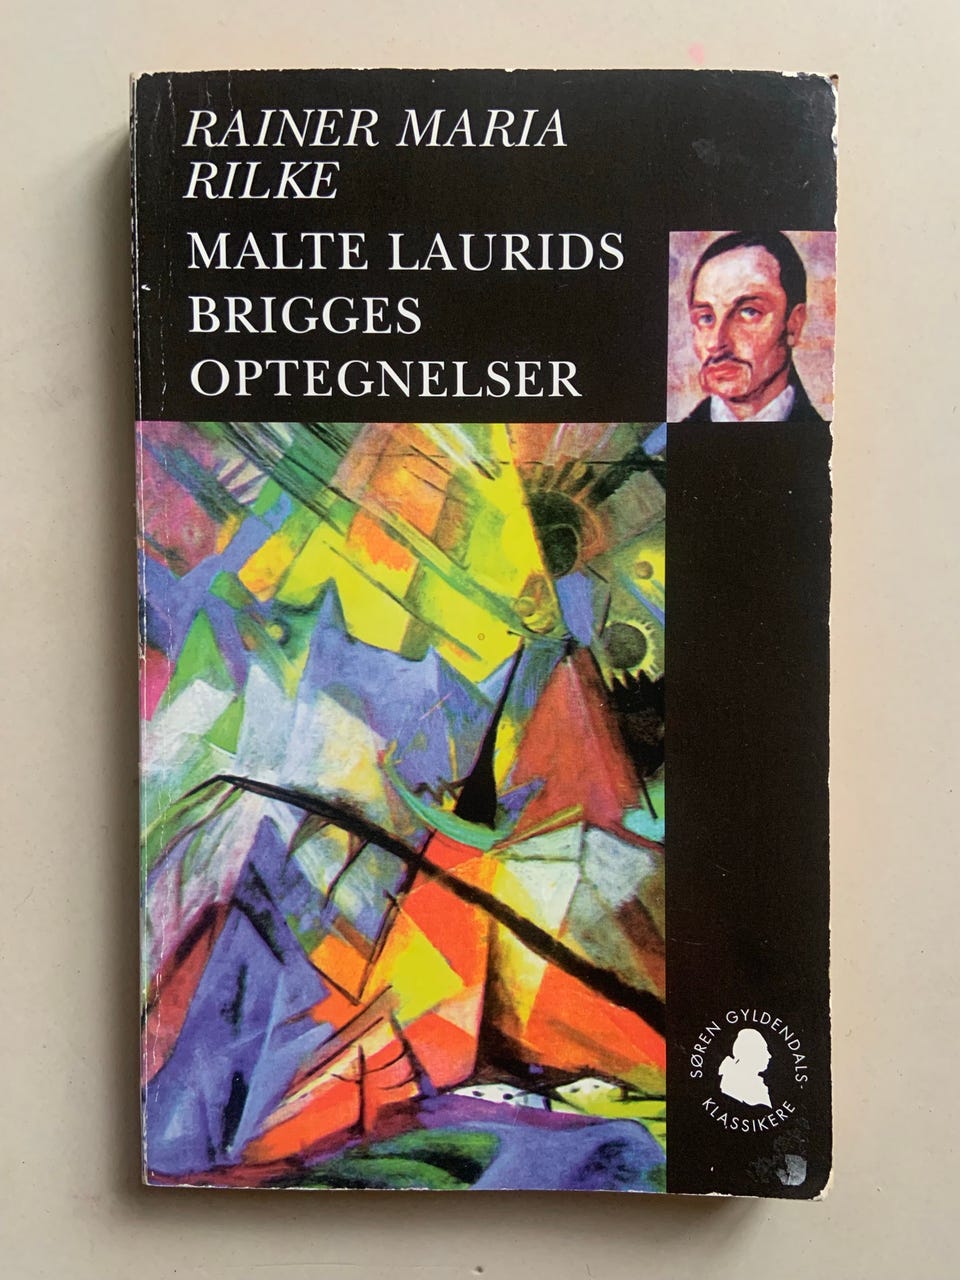 RAINER MARIA
RILKE
MALTE LAURIDS
BRIGGES
OPTEGNELSER
SØREN GYLDENDALS-
KLASSIKERE